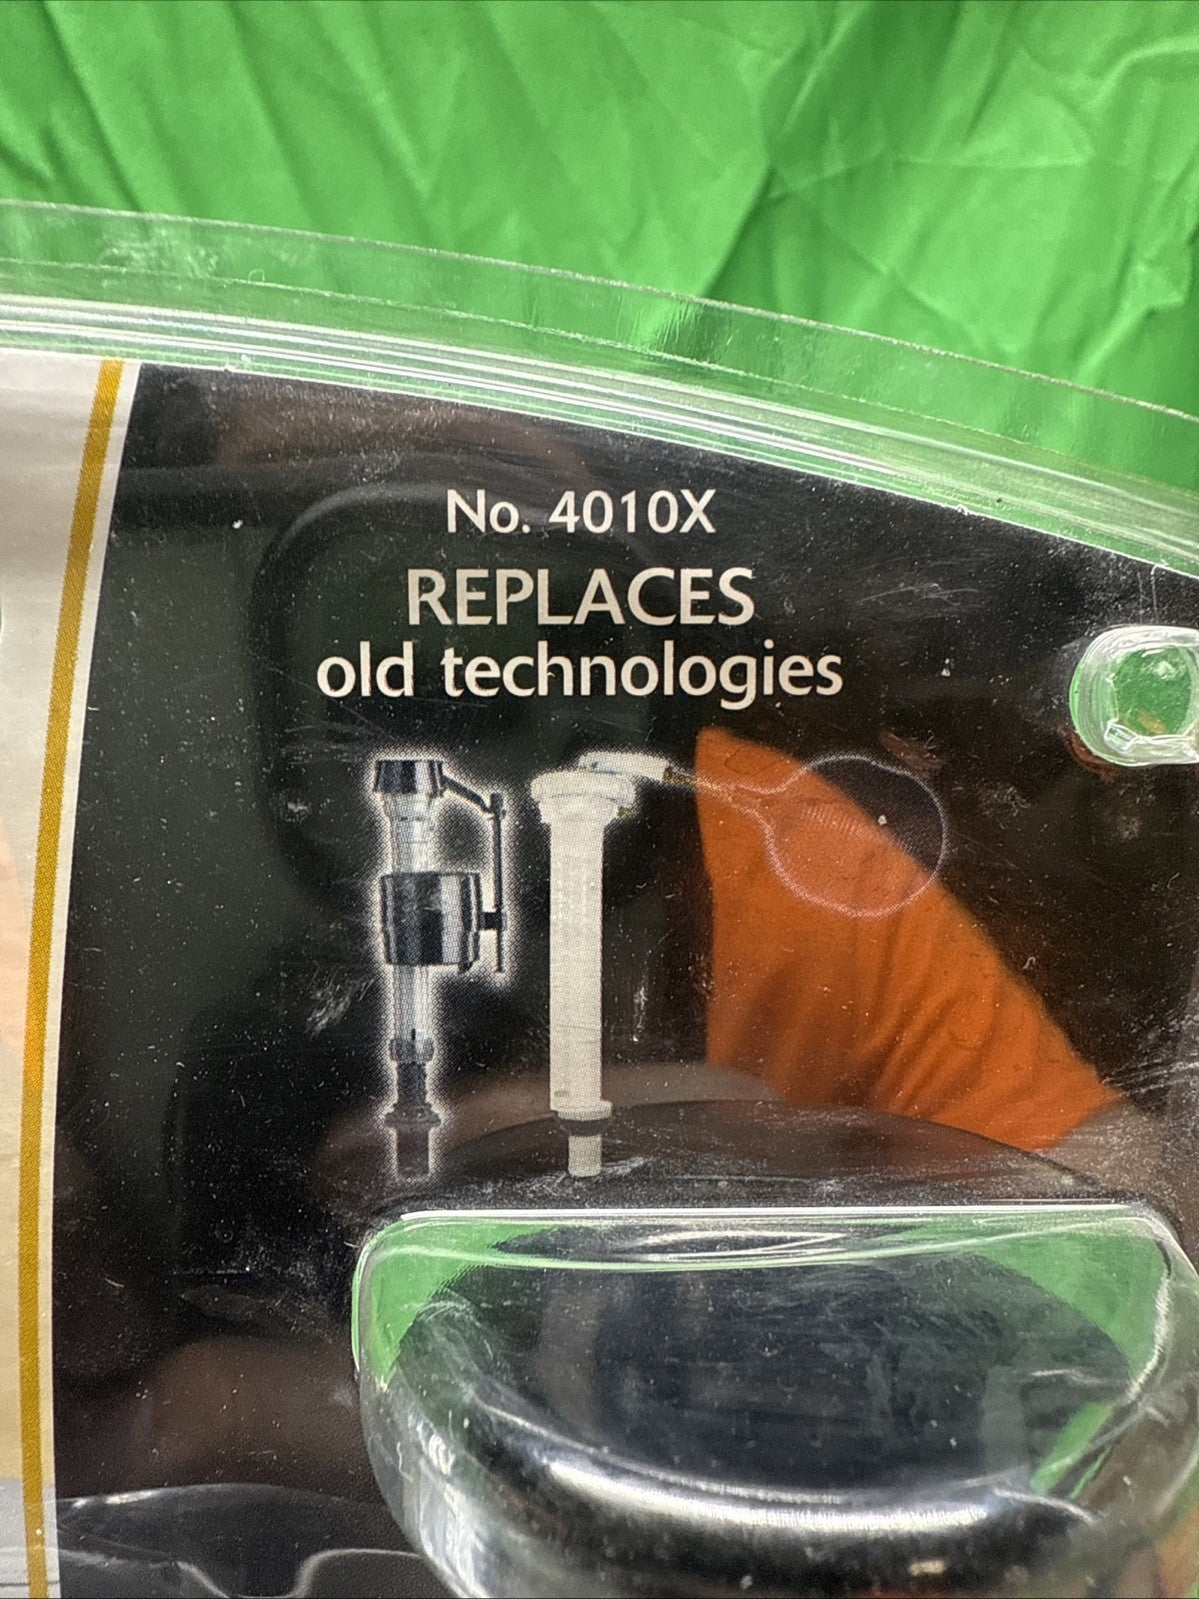 No. 4010X
REPLACES
old technologies